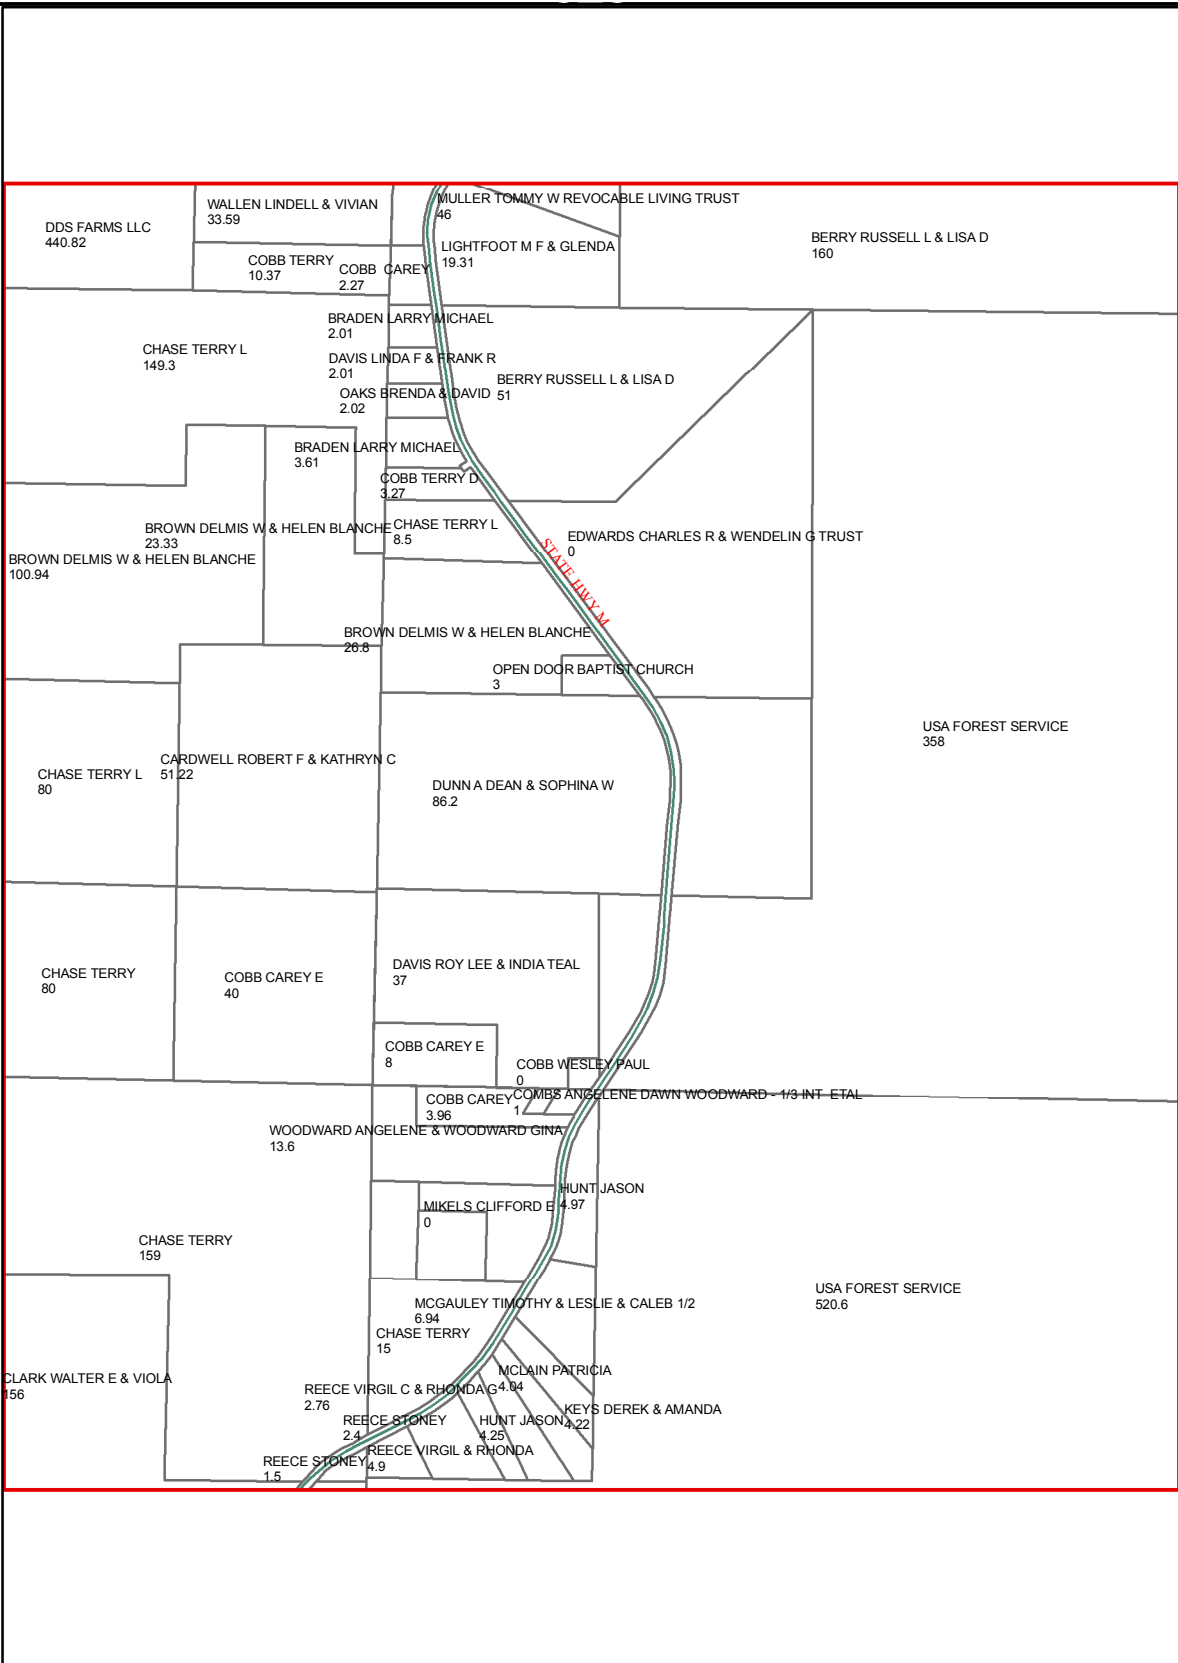 MULLER TOMMY W REVOCABLE LIVING TRUST
46
WALLEN LINDELL & VIVIAN
33.59
DDS FARMS LLC
440.82
BERRY RUSSELL L & LISA D
160
LIGHTFOOT M F & GLENDA
19.31
COBB TERRY
10.37
COBB CAREY
2.27
BRADEN LARRY MICHAEL
2.01
CHASE TERRY L
149.3
DAVIS LINDA F & FRANK R
2.01
BERRY RUSSELL L & LISA D
51
OAKS BRENDA & DAVID
2.02
BRADEN LARRY MICHAEL
3.61
COBB TERRY D
3.27
CHASE TERRY L
8.5
BROWN DELMIS W & HELEN BLANCHE
23.33
EDWARDS CHARLES R & WENDELIN G TRUST
0
STATE HWY M
BROWN DELMIS W & HELEN BLANCHE
100.94
BROWN DELMIS W & HELEN BLANCHE
26.8
OPEN DOOR BAPTIST CHURCH
3
USA FOREST SERVICE
358
CARDWELL ROBERT F & KATHRYN C
51.22
CHASE TERRY L
80
DUNN A DEAN & SOPHINA W
86.2
DAVIS ROY LEE & INDIA TEAL
37
CHASE TERRY
80
COBB CAREY E
40
COBB CAREY E
8
COBB WESLEY PAUL
0
COMBS ANGELENE DAWN WOODWARD - 1/3 INT ETAL
1
COBB CAREY
3.96
WOODWARD ANGELENE & WOODWARD GINA
13.6
HUNT JASON
4.97
MIKELS CLIFFORD E
0
CHASE TERRY
159
USA FOREST SERVICE
520.6
MCGAULEY TIMOTHY & LESLIE & CALEB 1/2
6.94
CHASE TERRY
15
MCLAIN PATRICIA
4.04
CLARK WALTER E & VIOLA
156
REECE VIRGIL C & RHONDA G
2.76
KEYS DEREK & AMANDA
4.22
REECE STONEY
2.4
HUNT JASON
4.25
REECE VIRGIL & RHONDA
4.9
REECE STONEY
1.5